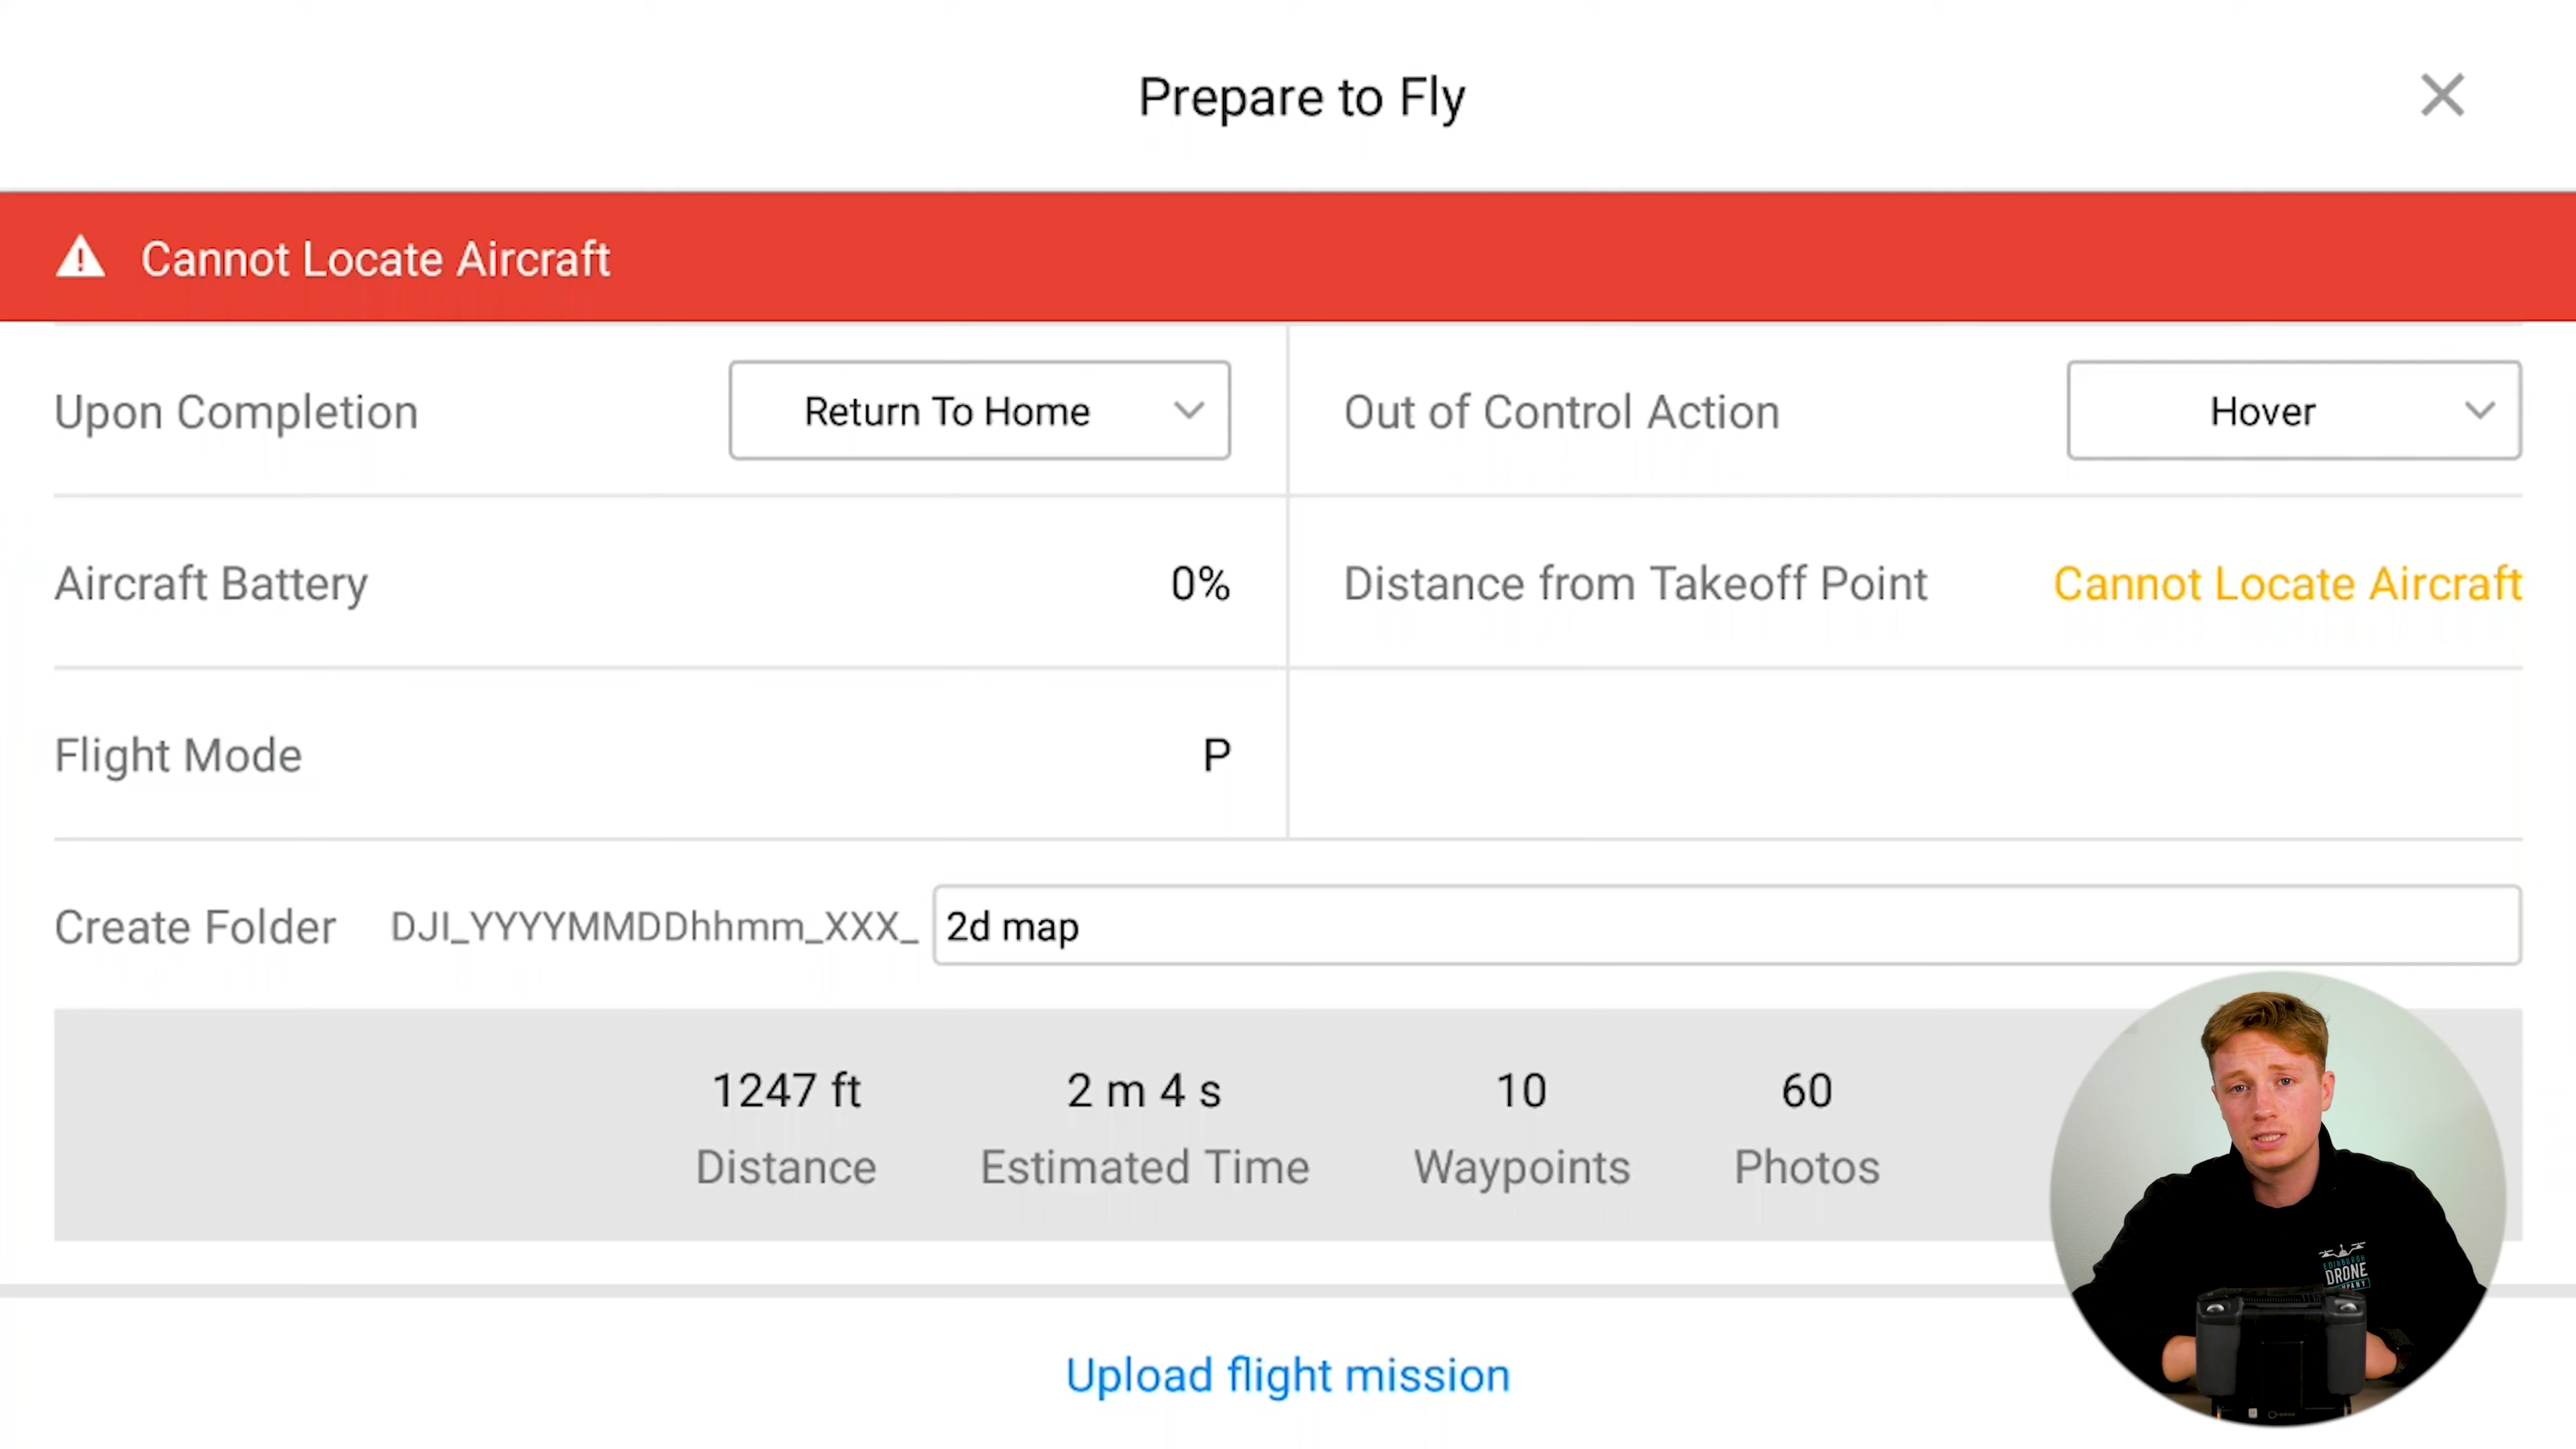 Prepare to Fly
Cannot Locate Aircraft
Upon Completion Return To Home Out of Control Action Hover
Aircraft Battery 0% Distance from Takeoff Point Cannot Locate Aircraft
Flight Mode P
Create Folder DJI_YYYYMMDDhhmm_XXX_ 2d map
1247 ft 2 m 4 s 10 60
Distance Estimated Time Waypoints Photos
EDINBURGH
DRONE
Upload flight mission